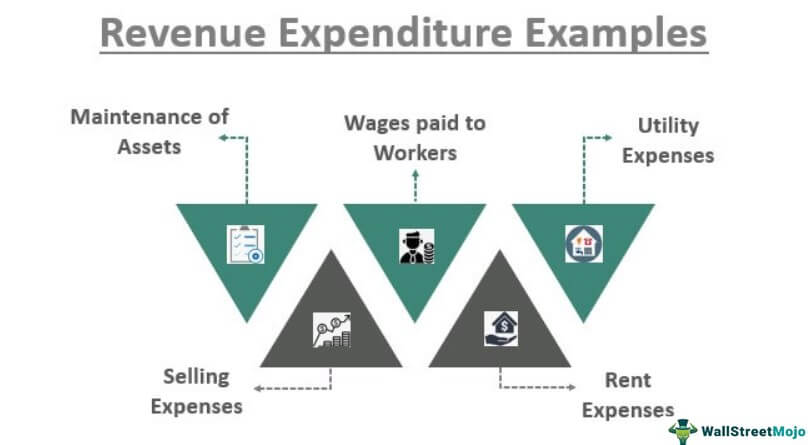 Revenue Expenditure Examples
Maintenance of
Assets
Wages paid to
Workers
Utility
Expenses
Selling
Expenses
Rent
Expenses
WallStreetMojo